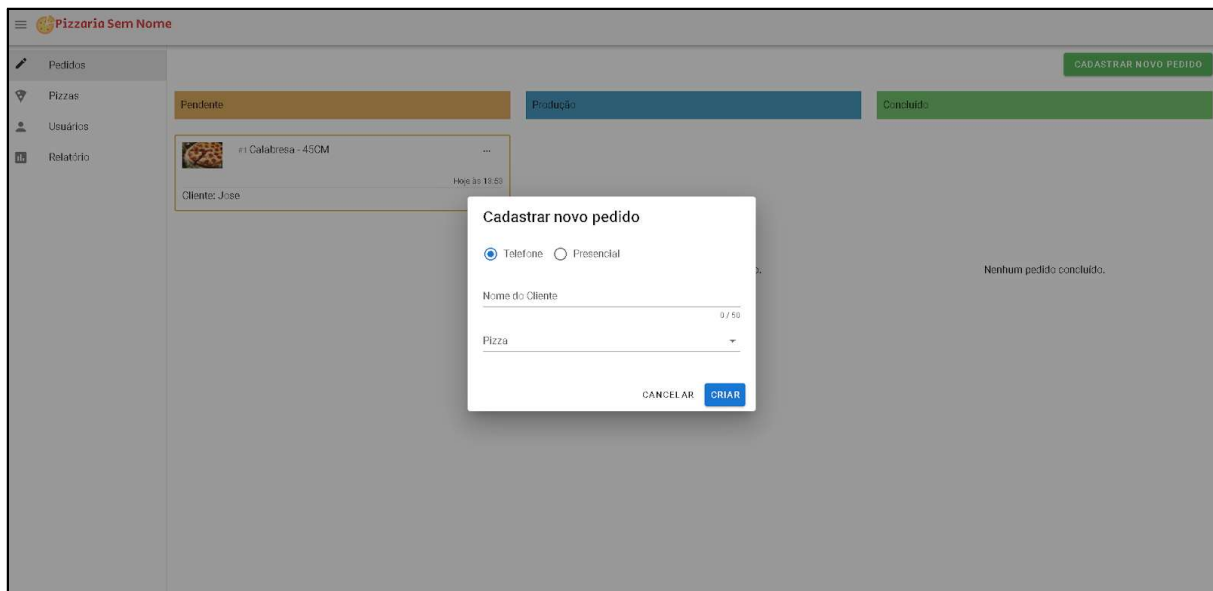 Pizzaria Sem Nome
Pedidos
CADASTRAR NOVO PEDIDO
Pizzas
Usuários
Relatório
Pendente
Produção
Concluído
#1 Calabresa - 45CM
...
Hoje às 18:53
Cliente: Jose
Cadastrar novo pedido
Telefone
Presencial
Nome do Cliente
0 / 50
Pizza
CANCELAR
CRIAR
Nenhum pedido concluído.